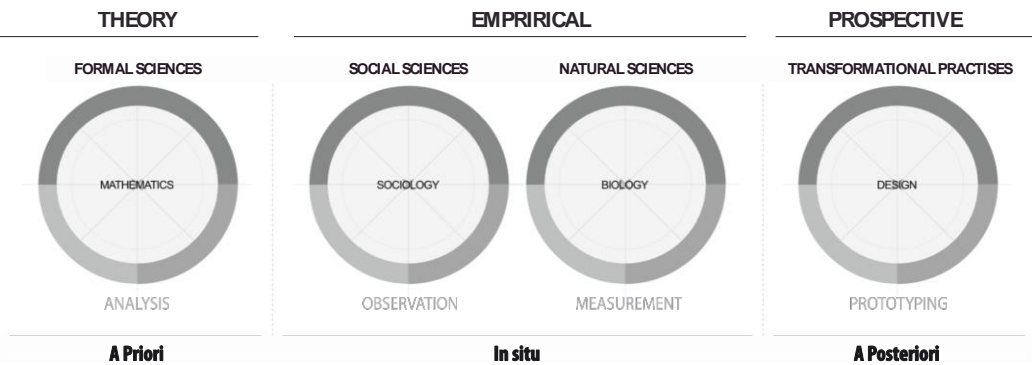 THEORY EMPRIRICAL PROSPECTIVE
FORMAL SCIENCES SOCIAL SCIENCES NATURAL SCIENCES TRANSFORMATIONAL PRACTISES
MATHEMATICS SOCIOLOGY BIOLOGY DESIGN
ANALYSIS OBSERVATION MEASUREMENT PROTOTYPING
A Priori In situ A Posteriori